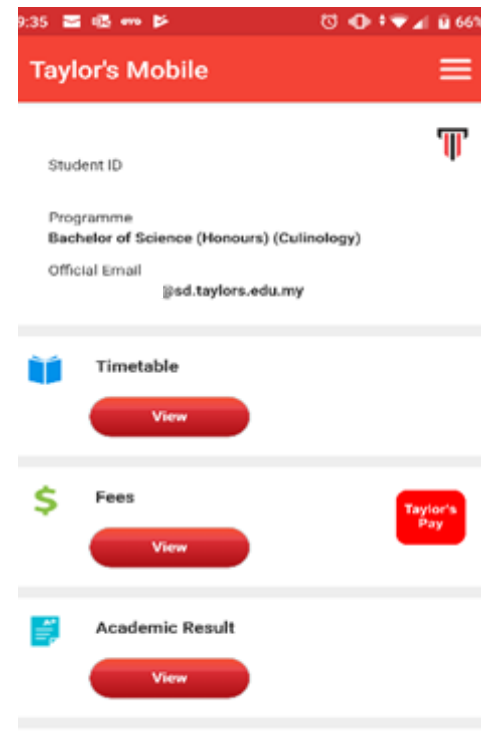 9:35 66%
Taylor's Mobile
Student ID
Programme
Bachelor of Science (Honours) (Culinology)
Official Email
@sd.taylors.edu.my
Timetable
View
Fees
Taylor's
Pay
View
Academic Result
View